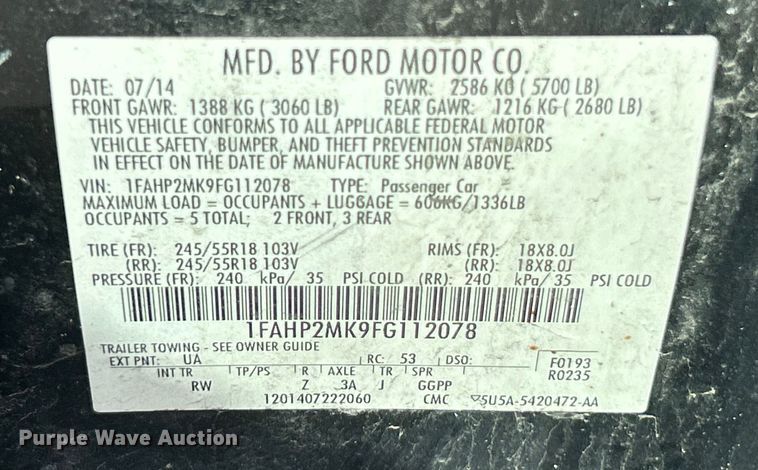 MFD. BY FORD MOTOR CO.
DATE: 07/14 GVWR: 2586 KG ( 5700 LB)
FRONT GAWR: 1388 KG ( 3060 LB) REAR GAWR: 1216 KG ( 2680 LB)
THIS VEHICLE CONFORMS TO ALL APPLICABLE FEDERAL MOTOR
VEHICLE SAFETY, BUMPER, AND THEFT PREVENTION STANDARDS
IN EFFECT ON THE DATE OF MANUFACTURE SHOWN ABOVE.
VIN: 1FAHP2MK9FG112078 TYPE: Passenger Car
MAXIMUM LOAD = OCCUPANTS + LUGGAGE = 606KG/1336LB
OCCUPANTS = 5 TOTAL; 2 FRONT, 3 REAR
TIRE (FR): 245/55R18 103V RIMS (FR): 18X8.0J
(RR): 245/55R18 103V (RR): 18X8.0J
PRESSURE (FR): 240 kPa/ 35 PSI COLD (RR): 240 kPa/ 35 PSI COLD
1FAHP2MK9FG112078
TRAILER TOWING - SEE OWNER GUIDE
EXT PNT: UA RC: 53 DSO: F0193
INT TR TP/PS R AXLE TR SPR R0235
RW Z 3A J GGPP
1201407222060 CMC 5U5A-5420472-AA
Purple Wave Auction